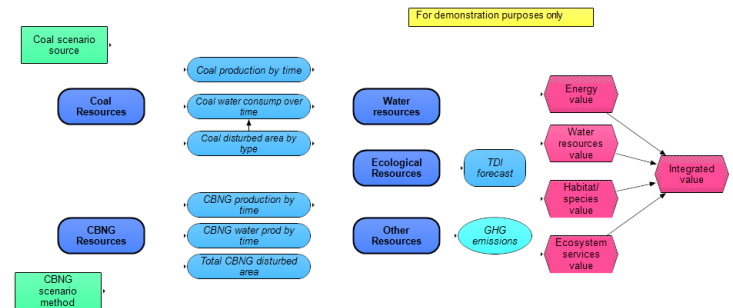 For demonstration purposes only
Coal scenario
source
Coal production by time
Coal
Resources
Coal water consump over
time
Coal disturbed area by
type
Water
resources
Ecological
Resources
TDI
forecast
Energy
value
Water
resources
value
Integrated
value
Habitat/
species
value
CBNG
Resources
CBNG production by
time
CBNG water prod by
time
Total CBNG disturbed
area
Other
Resources
GHG
emissions
Ecosystem
services value
CBNG
scenario
method